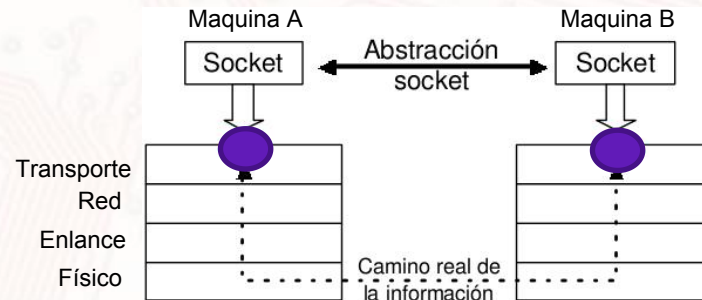 Maquina A
Maquina B
Socket
Abstracción
socket
Socket
Transporte
Red
Enlance
Físico
Camino real de
la información